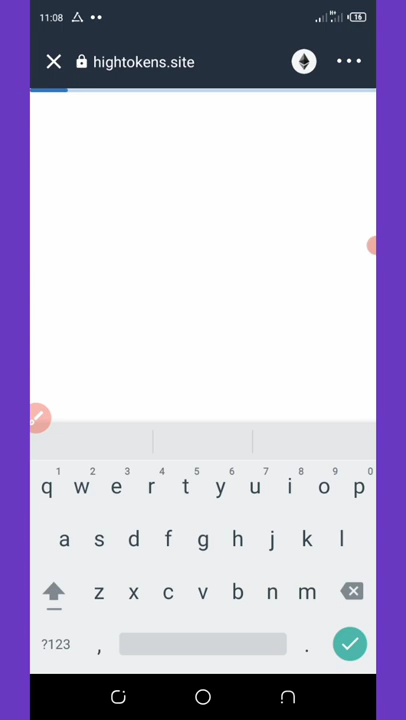 11:08 16
hightokens.site
1 2 3 4 5 6 7 8 9 0
q w e r t y u i o p
a s d f g h j k l
z x c v b n m
?123 , .